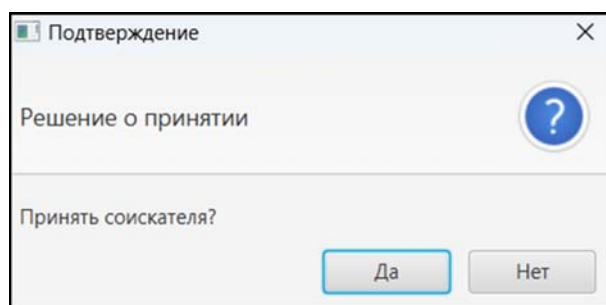 Подтверждение
Решение о принятии
?
Принять соискателя?
Да Нет